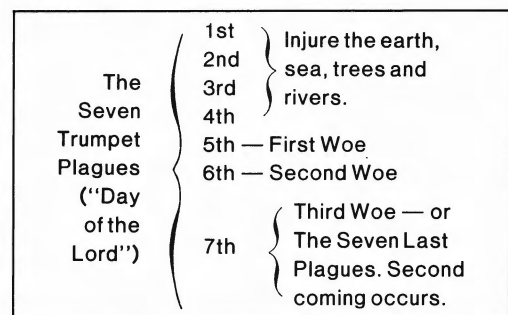 The
Seven
Trumpet
Plagues
("Day
of the
Lord")
1st
2nd
3rd
4th
Injure the earth,
sea, trees and
rivers.
5th — First Woe
6th — Second Woe
7th
Third Woe — or
The Seven Last
Plagues. Second
coming occurs.